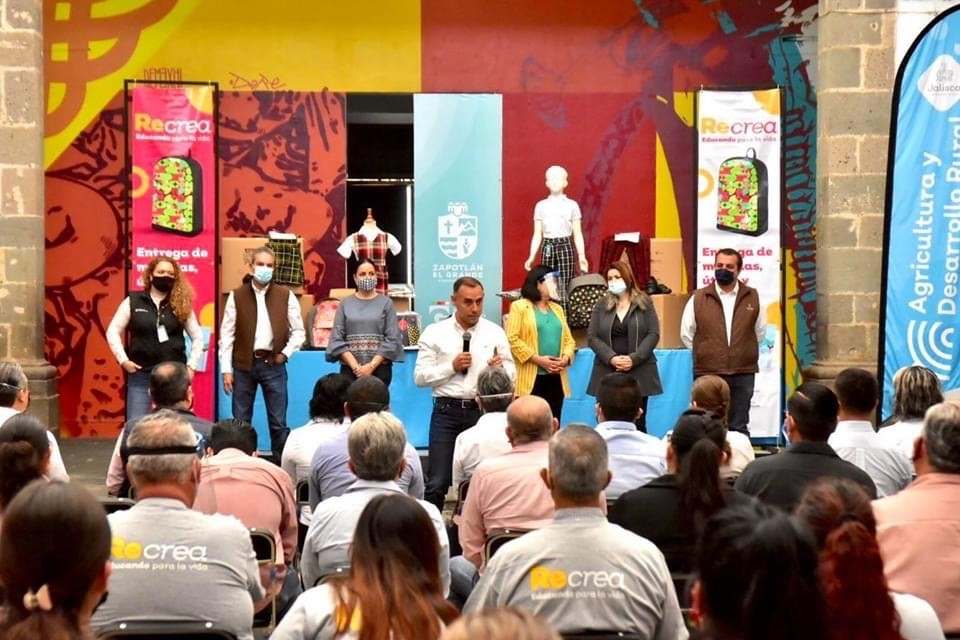 Recrea
Educando para la vida
Entrega de
ZAPOTLÁN
EL GRANDE
Recrea
Educando para la vida
Entrega de
Jalisco
Agricultura y
Desarrollo Rural
Recrea
Educando para la vida
Recrea
Educando para la vida